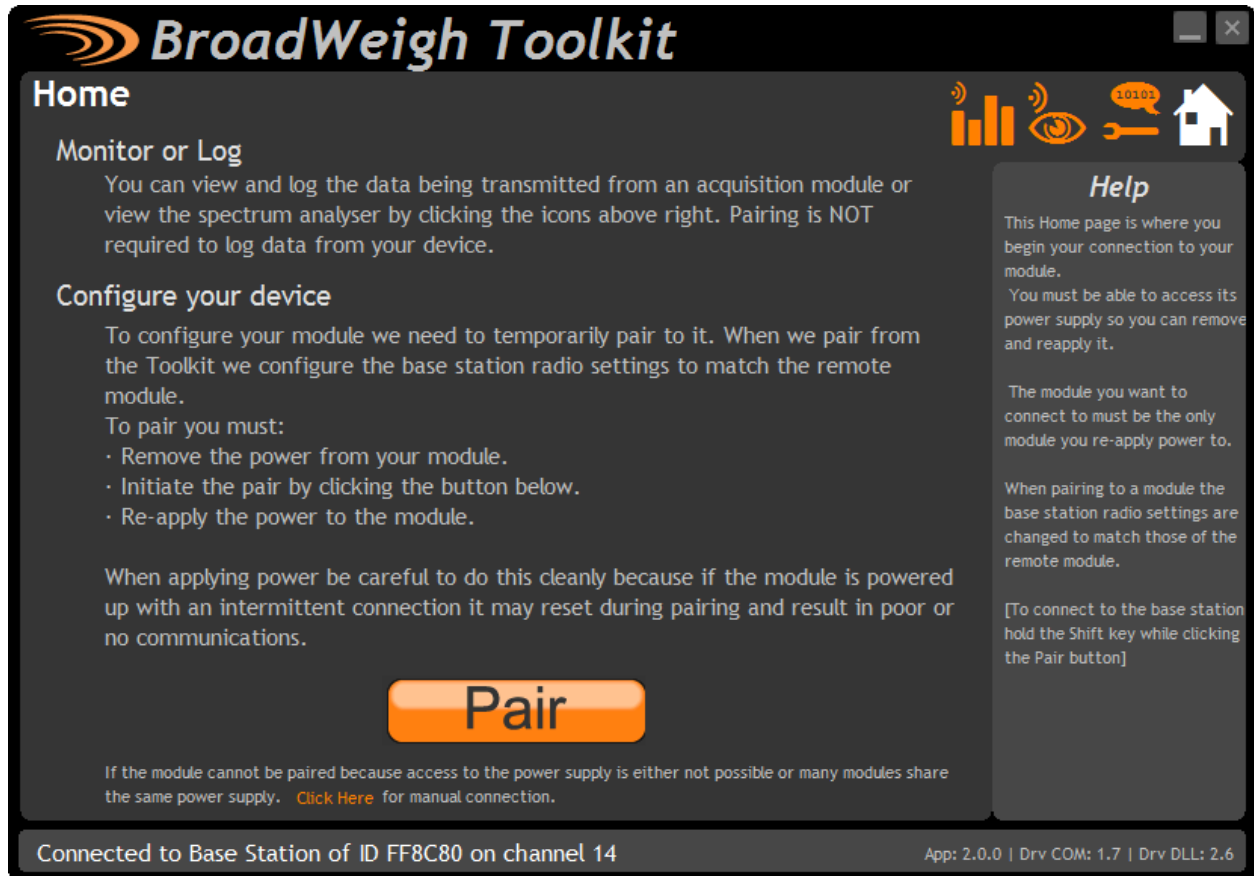 BroadWeigh Toolkit
Home
10101
Monitor or Log
You can view and log the data being transmitted from an acquisition module or
view the spectrum analyser by clicking the icons above right. Pairing is NOT
required to log data from your device.
Configure your device
To configure your module we need to temporarily pair to it. When we pair from
the Toolkit we configure the base station radio settings to match the remote
module.
To pair you must:
· Remove the power from your module.
· Initiate the pair by clicking the button below.
· Re-apply the power to the module.
When applying power be careful to do this cleanly because if the module is powered
up with an intermittent connection it may reset during pairing and result in poor or
no communications.
Pair
If the module cannot be paired because access to the power supply is either not possible or many modules share
the same power supply. Click Here for manual connection.
Help
This Home page is where you
begin your connection to your
module.
You must be able to access its
power supply so you can remove
and reapply it.
The module you want to
connect to must be the only
module you re-apply power to.
When pairing to a module the
base station radio settings are
changed to match those of the
remote module.
[To connect to the base station
hold the Shift key while clicking
the Pair button]
Connected to Base Station of ID FF8C80 on channel 14
App: 2.0.0 | Drv COM: 1.7 | Drv DLL: 2.6